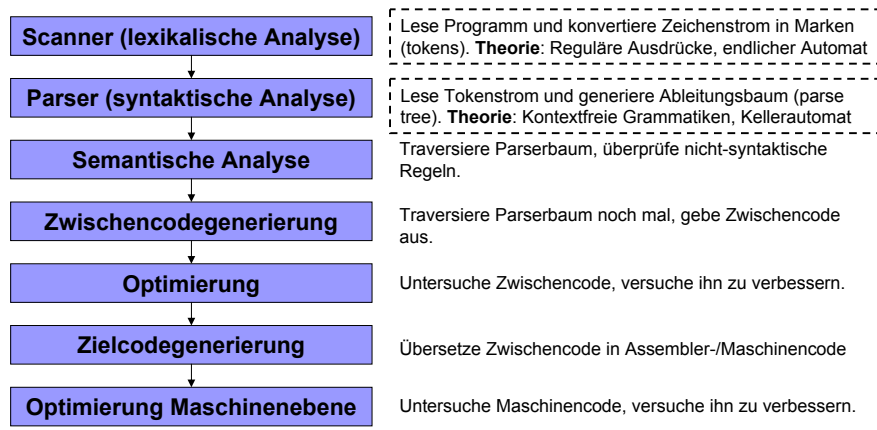 Scanner (lexikalische Analyse)
Lese Programm und konvertiere Zeichenstrom in Marken
(tokens). Theorie: Reguläre Ausdrücke, endlicher Automat
Parser (syntaktische Analyse)
Lese Tokenstrom und generiere Ableitungsbaum (parse
tree). Theorie: Kontextfreie Grammatiken, Kellerautomat
Semantische Analyse
Traversiere Parserbaum, überprüfe nicht-syntaktische
Regeln.
Zwischencodegenerierung
Traversiere Parserbaum noch mal, gebe Zwischencode
aus.
Optimierung
Untersuche Zwischencode, versuche ihn zu verbessern.
Zielcodegenerierung
Übersetze Zwischencode in Assembler-/Maschinencode
Optimierung Maschinenebene
Untersuche Maschinencode, versuche ihn zu verbessern.